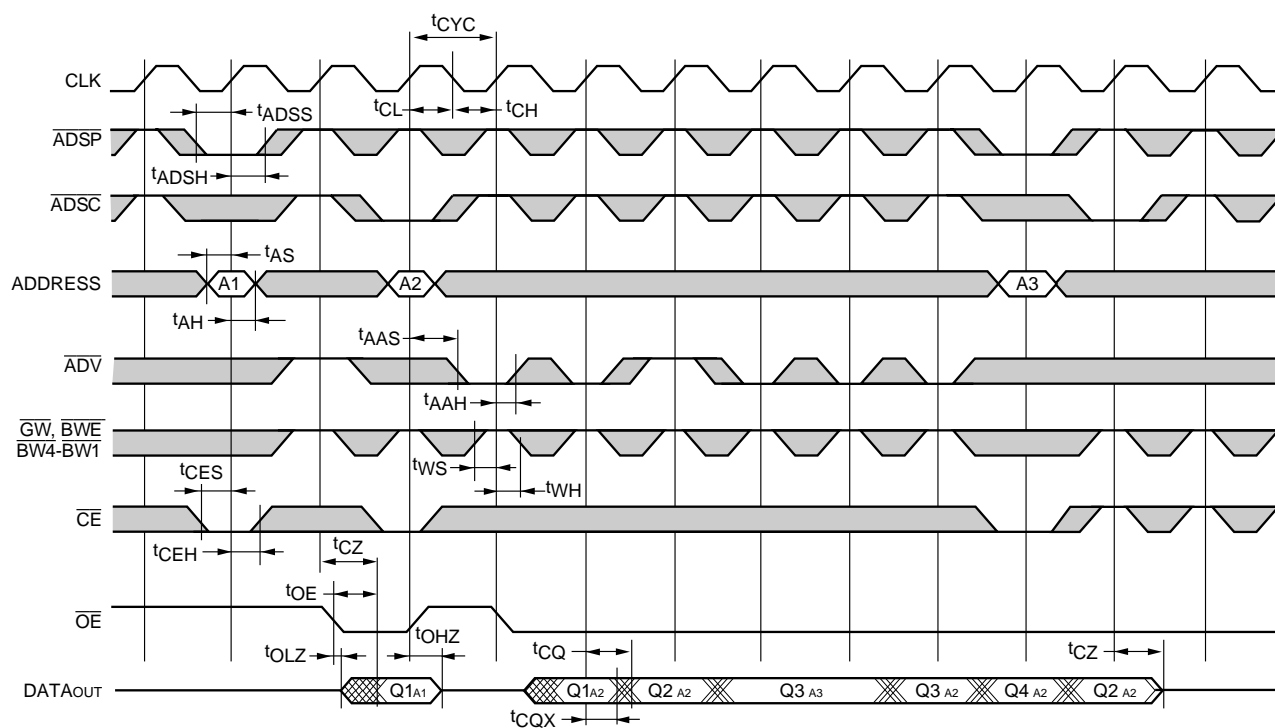 tCYC
CLK
tADSS
tCL
tCH
ADSP
tADSH
ADSC
tAS
ADDRESS A1 A2 A3
tAH
tAAS
ADV
tAAH
GW, BWE
BW4-BW1
tCES
tWS
tWH
CE
tCEH
tCZ
tOE
OE
tOHZ
tOLZ
tCQ
tCZ
DATAOUT Q1A1 Q1A2 Q2 A2 Q3 A3 Q3 A2 Q4 A2 Q2 A2
tCQX